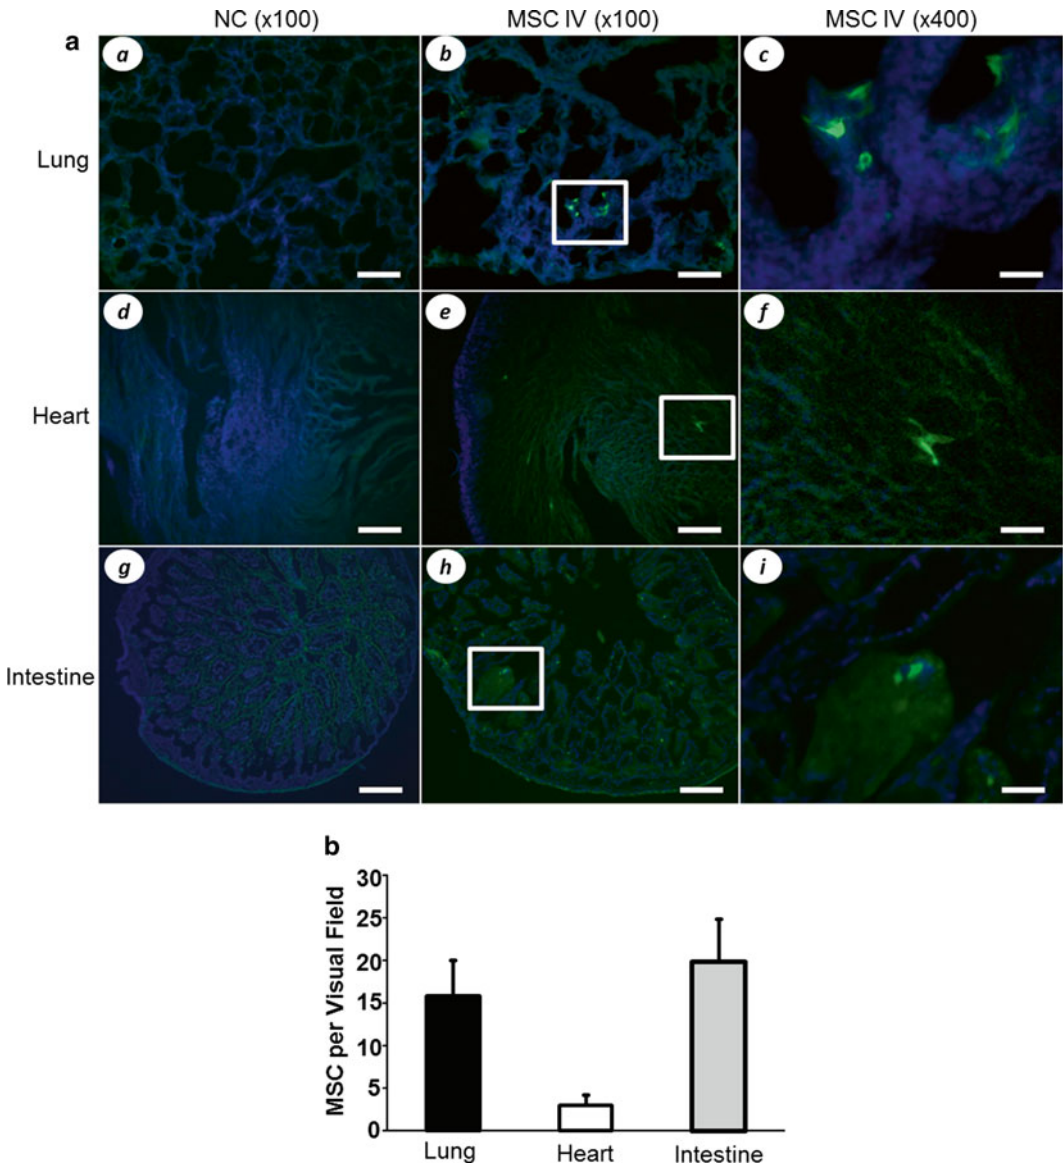 NC (x100) MSC IV (x100) MSC IV (x400)
a
a b c
Lung
d e f
Heart
g h i
Intestine
b
MSC per Visual Field
30
25
20
15
10
5
0
Lung Heart Intestine